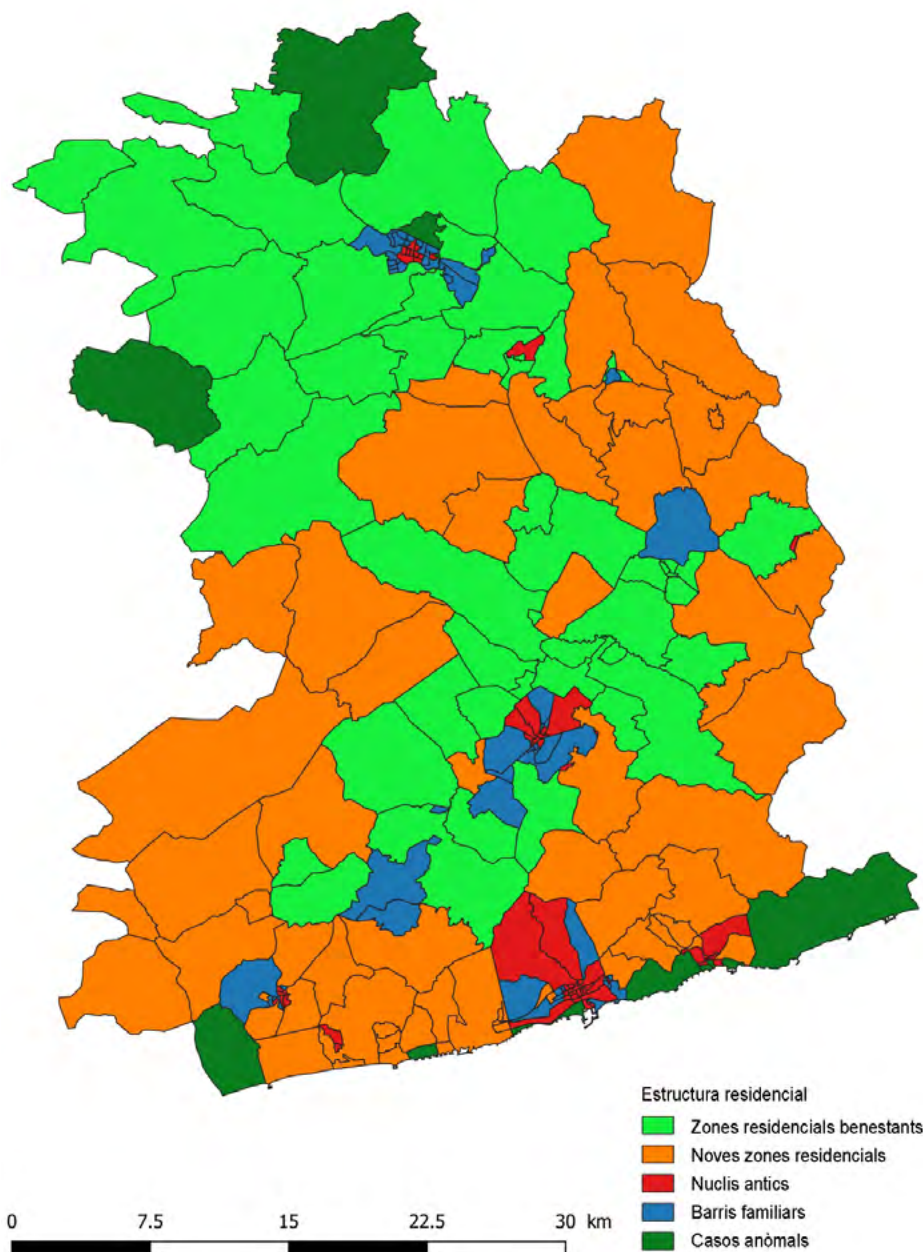 Estructura residencial
Zones residencials benestants
Noves zones residencials
Nuclis antics
Barris familiars
Casos anòmals
0 7.5 15 22.5 30 km